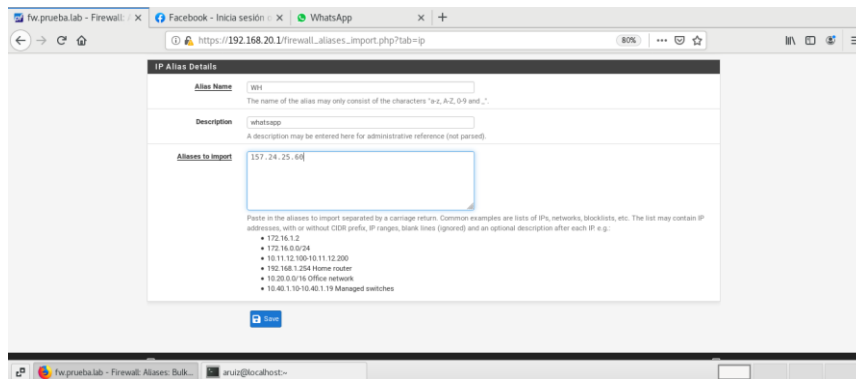 fw.prueba.lab - Firewall: /
Facebook - Inicia sesión
WhatsApp
https://192.168.20.1/firewall_aliases_import.php?tab=ip
80%
IP Alias Details
Alias Name
WH
The name of the alias may only consist of the characters "a-z, A-Z, 0-9 and _".
Description
whatsapp
A description may be entered here for administrative reference (not parsed).
Aliases to import
157.24.25.60
Paste in the aliases to import separated by a carriage return. Common examples are lists of IPs, networks, blocklists, etc. The list may contain IP
addresses, with or without CIDR prefix, IP ranges, blank lines (ignored) and an optional description after each IP. e.g.:
172.16.1.2
172.16.0.0/24
10.11.12.100-10.11.12.200
192.168.1.254 Home router
10.20.0.0/16 Office network
10.40.1.10-10.40.1.19 Managed switches
Save
fw.prueba.lab - Firewall: Aliases: Bulk...
aruiz@localhost:~